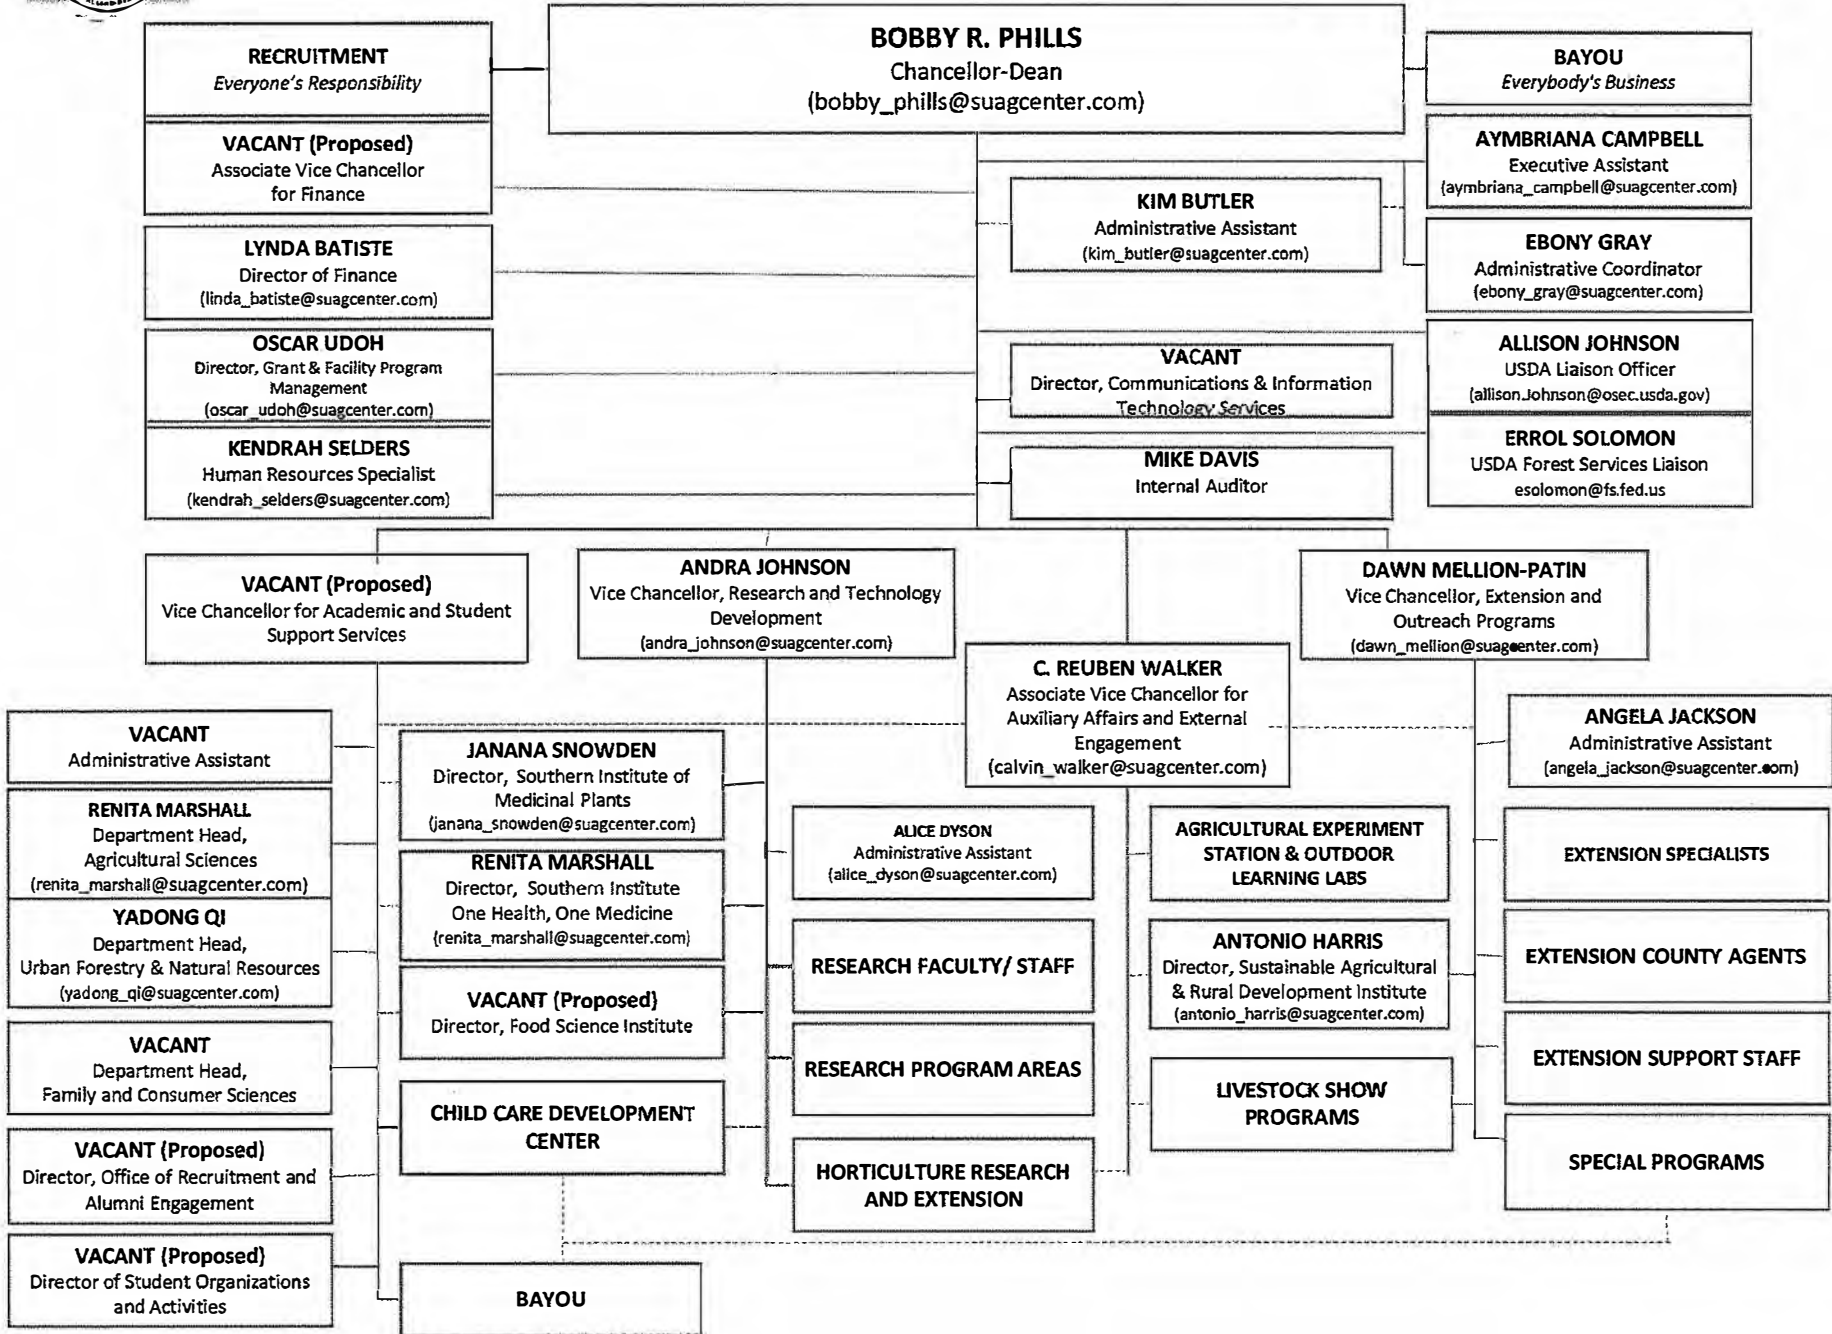 BOBBY R. PHILLS
Chancellor-Dean
(bobby_phills@suagcenter.com)
RECRUITMENT
Everyone's Responsibility
BAYOU
Everybody's Business
VACANT (Proposed)
Associate Vice Chancellor
for Finance
AYMBRIANA CAMPBELL
Executive Assistant
(aymbriana_campbell@suagcenter.com)
KIM BUTLER
Administrative Assistant
(kim_butler@suagcenter.com)
LYNDA BATISTE
Director of Finance
(linda_batiste@suagcenter.com)
EBONY GRAY
Administrative Coordinator
(ebony_gray@suagcenter.com)
OSCAR UDOH
Director, Grant & Facility Program
Management
(oscar_udoh@suagcenter.com)
VACANT
Director, Communications & Information
Technology Services
ALLISON JOHNSON
USDA Liaison Officer
(allison.Johnson@osec.usda.gov)
KENDRAH SELDERS
Human Resources Specialist
(kendrah_selders@suagcenter.com)
MIKE DAVIS
Internal Auditor
ERROL SOLOMON
USDA Forest Services Liaison
esolomon@fs.fed.us
VACANT (Proposed)
Vice Chancellor for Academic and Student
Support Services
ANDRA JOHNSON
Vice Chancellor, Research and Technology
Development
(andra_johnson@suagcenter.com)
C. REUBEN WALKER
Associate Vice Chancellor for
Auxiliary Affairs and External
Engagement
(calvin_walker@suagcenter.com)
DAWN MELLION-PATIN
Vice Chancellor, Extension and
Outreach Programs
(dawn_mellion@suagcenter.com)
VACANT
Administrative Assistant
RENITA MARSHALL
Department Head,
Agricultural Sciences
(renita_marshall@suagcenter.com)
YADONG QI
Department Head,
Urban Forestry & Natural Resources
(yadong_qi@suagcenter.com)
VACANT
Department Head,
Family and Consumer Sciences
VACANT (Proposed)
Director, Office of Recruitment and
Alumni Engagement
VACANT (Proposed)
Director of Student Organizations
and Activities
JANANA SNOWDEN
Director, Southern Institute of
Medicinal Plants
(janana_snowden@suagcenter.com)
RENITA MARSHALL
Director, Southern Institute
One Health, One Medicine
(renita_marshall@suagcenter.com)
VACANT (Proposed)
Director, Food Science Institute
CHILD CARE DEVELOPMENT
CENTER
BAYOU
ALICE DYSON
Administrative Assistant
(alice_dyson@suagcenter.com)
RESEARCH FACULTY/ STAFF
RESEARCH PROGRAM AREAS
HORTICULTURE RESEARCH
AND EXTENSION
AGRICULTURAL EXPERIMENT
STATION & OUTDOOR
LEARNING LABS
ANTONIO HARRIS
Director, Sustainable Agricultural
& Rural Development Institute
(antonio_harris@suagcenter.com)
LIVESTOCK SHOW
PROGRAMS
ANGELA JACKSON
Administrative Assistant
(angela_jackson@suagcenter.com)
EXTENSION SPECIALISTS
EXTENSION COUNTY AGENTS
EXTENSION SUPPORT STAFF
SPECIAL PROGRAMS